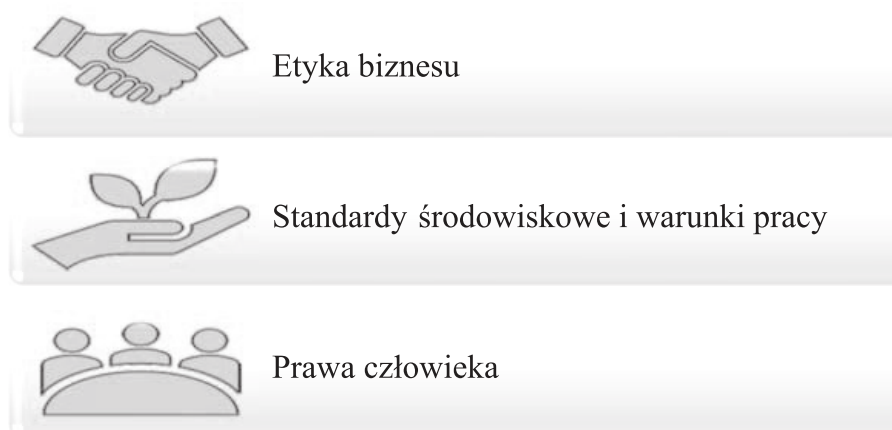 Etyka biznesu
Standardy środowiskowe i warunki pracy
Prawa człowieka